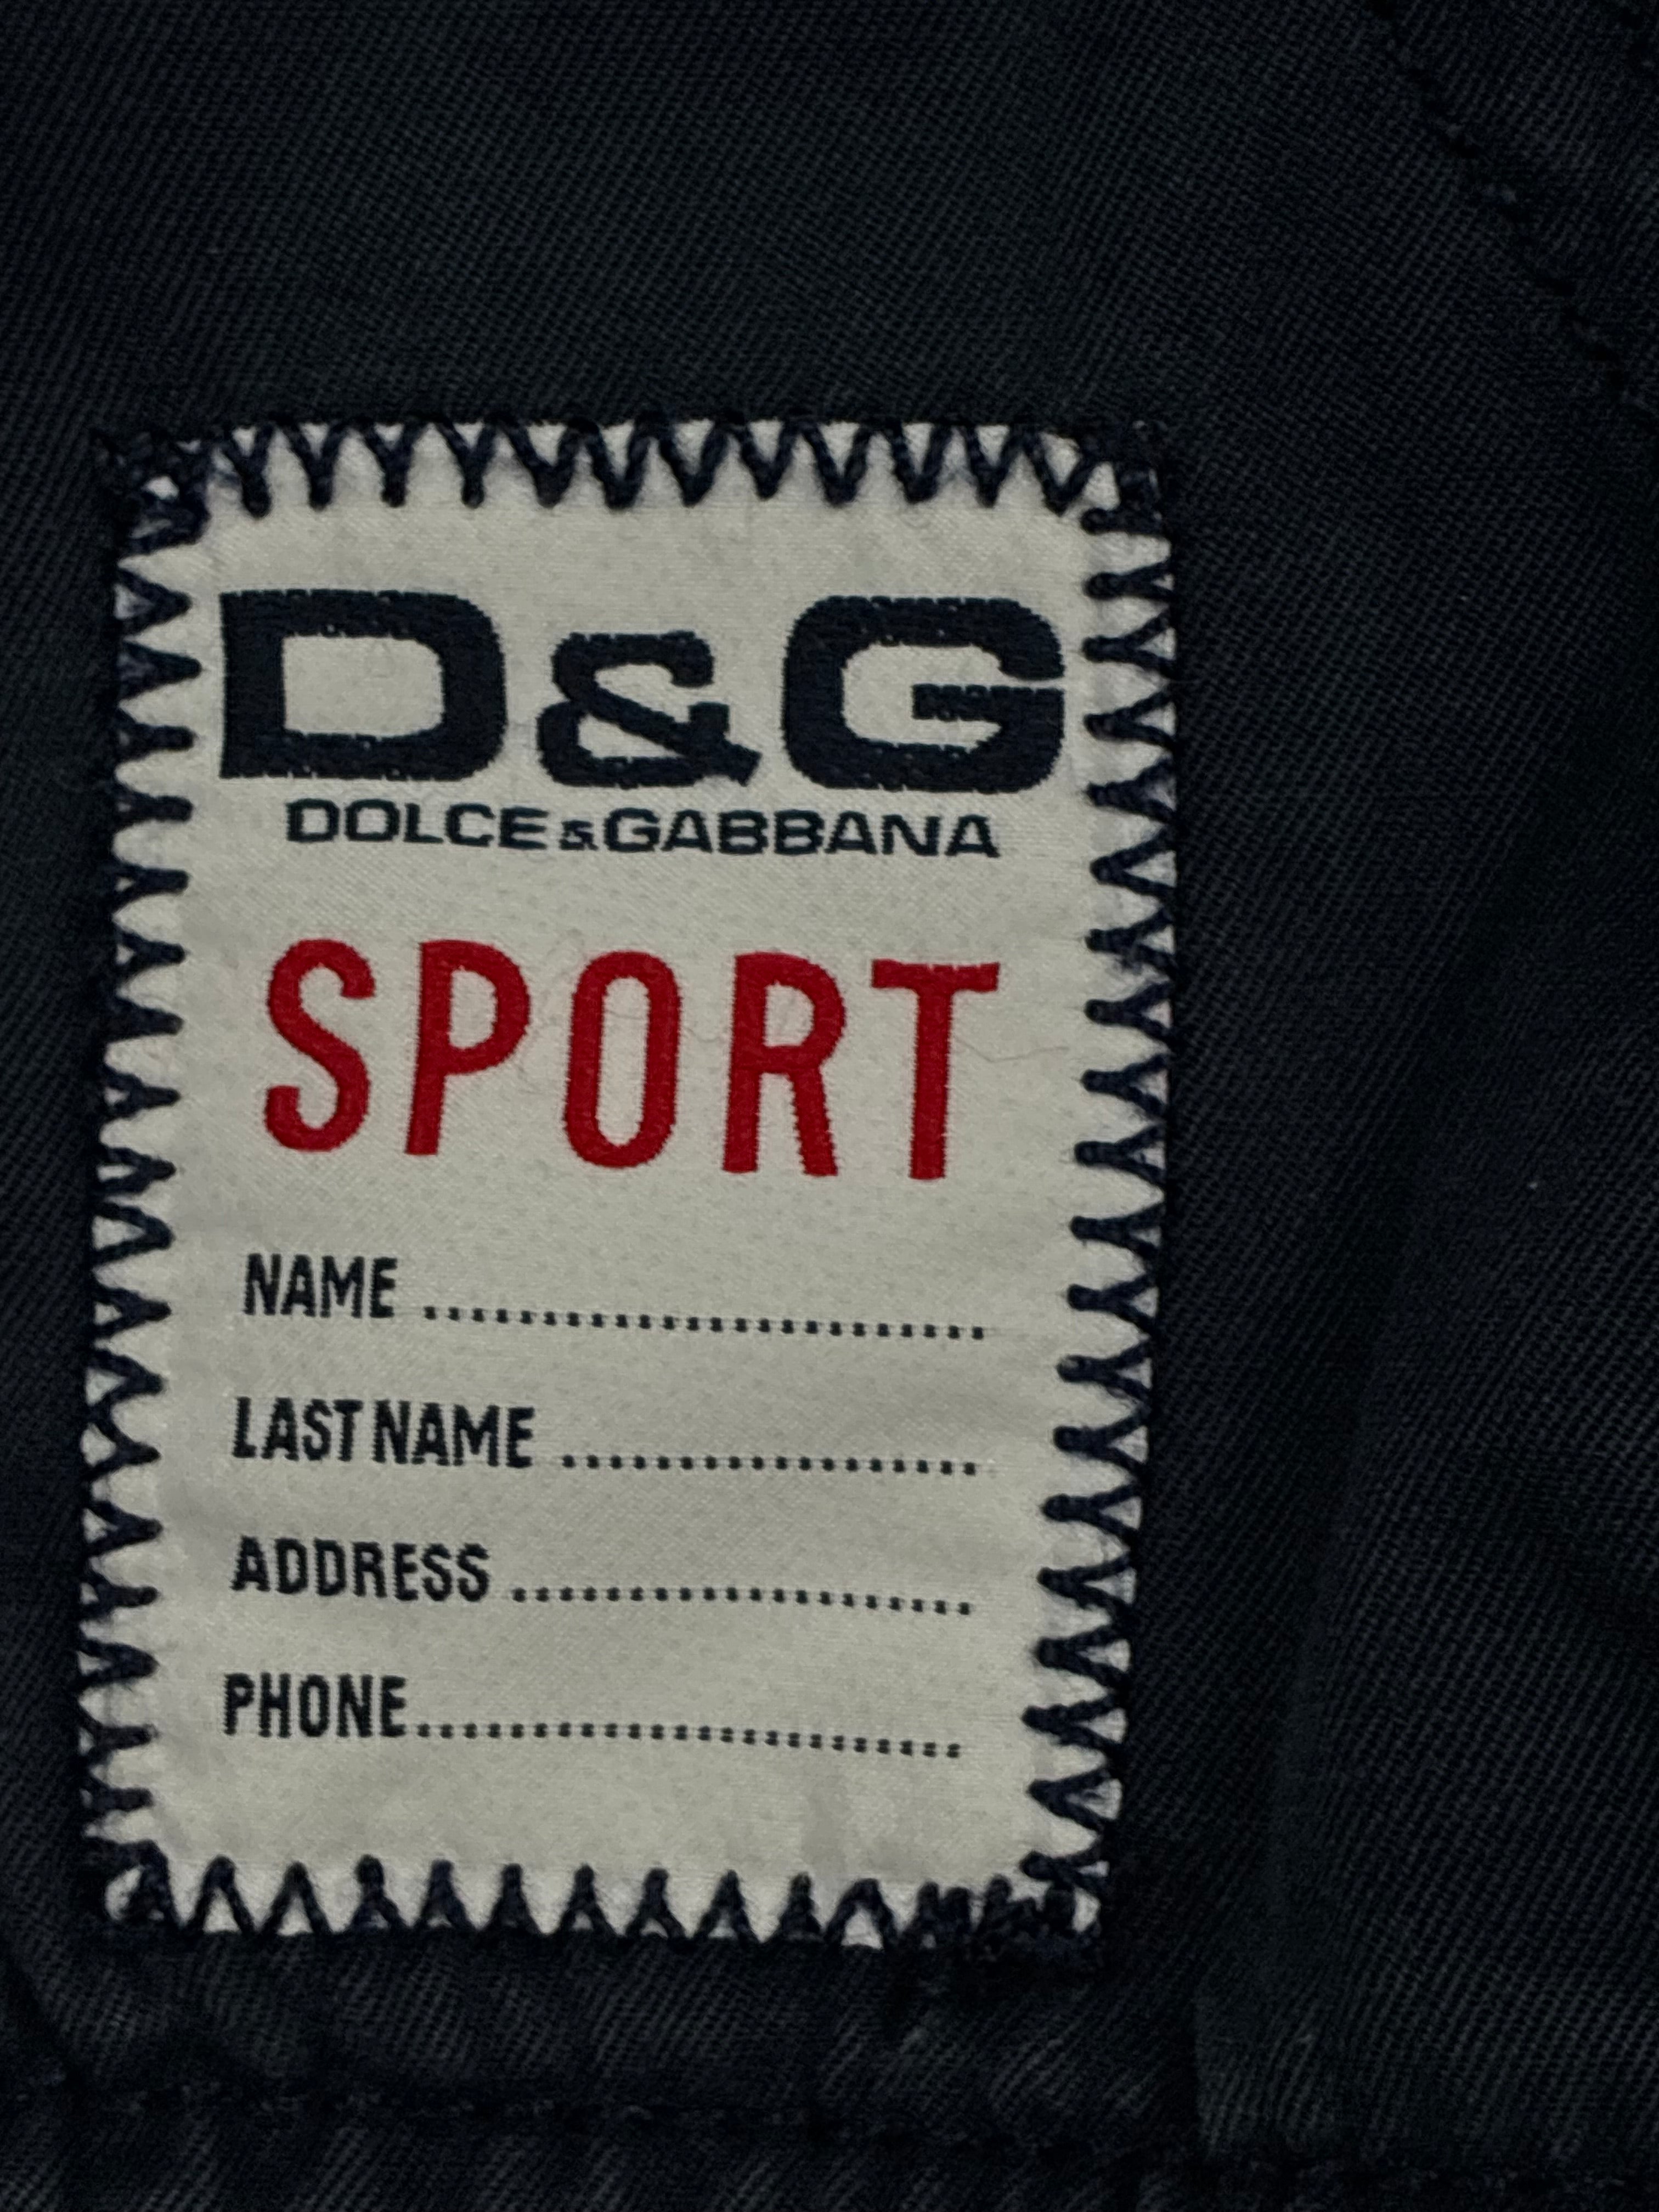 D&G
DOLCE&GABBANA
SPORT
NAME ........................
LAST NAME ..................
ADDRESS ....................
PHONE........................